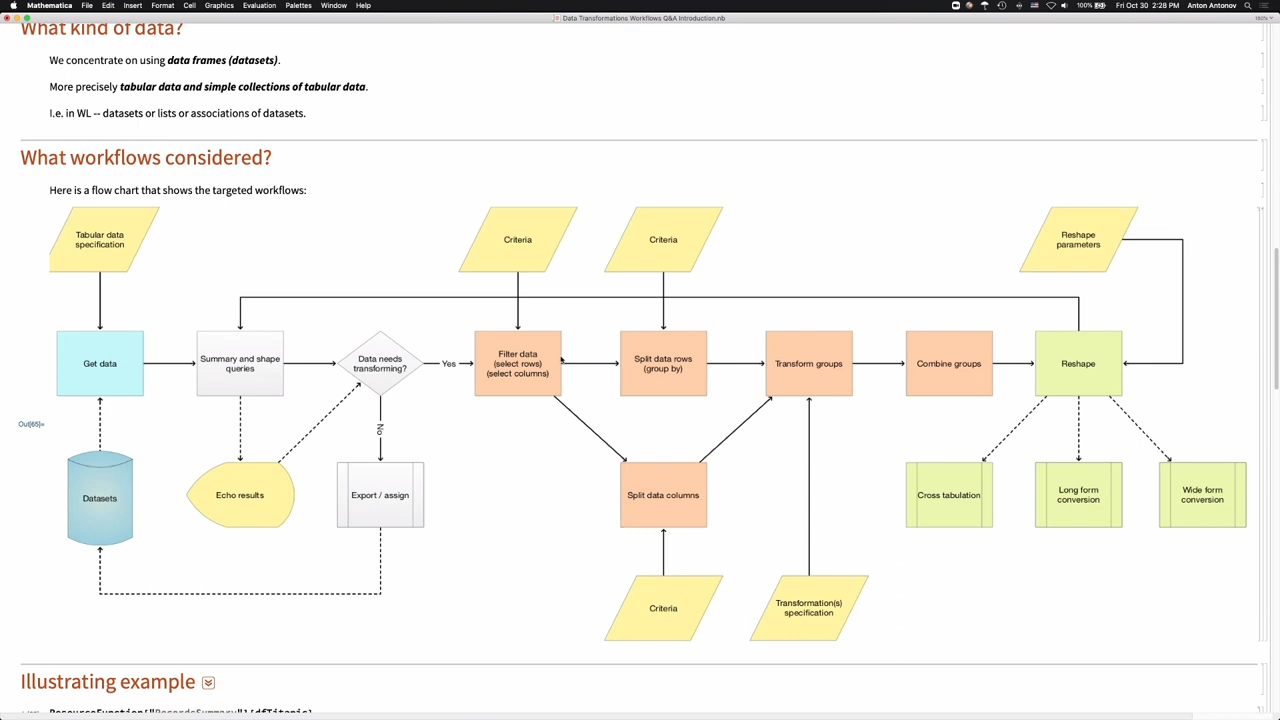 Mathematica File Edit Insert Format Cell Graphics Evaluation Palettes Window Help
100% Fri Oct 30 2:28 PM Anton Antonov
Data Transformations Workflows Q&A Introduction.nb
150%
What kind of data?
We concentrate on using data frames (datasets).
More precisely tabular data and simple collections of tabular data.
I.e. in WL -- datasets or lists or associations of datasets.
What workflows considered?
Here is a flow chart that shows the targeted workflows:
Tabular data
specification
Criteria
Criteria
Reshape
parameters
Get data
Summary and shape
queries
Data needs
transforming?
Yes
Filter data
(select rows)
(select columns)
Split data rows
(group by)
Transform groups
Combine groups
Reshape
No
Out[65]=
Datasets
Echo results
Export / assign
Split data columns
Cross tabulation
Long form
conversion
Wide form
conversion
Criteria
Transformation(s)
specification
Illustrating example
ResourceFunction["RecordsSummary"][dfTitanic]